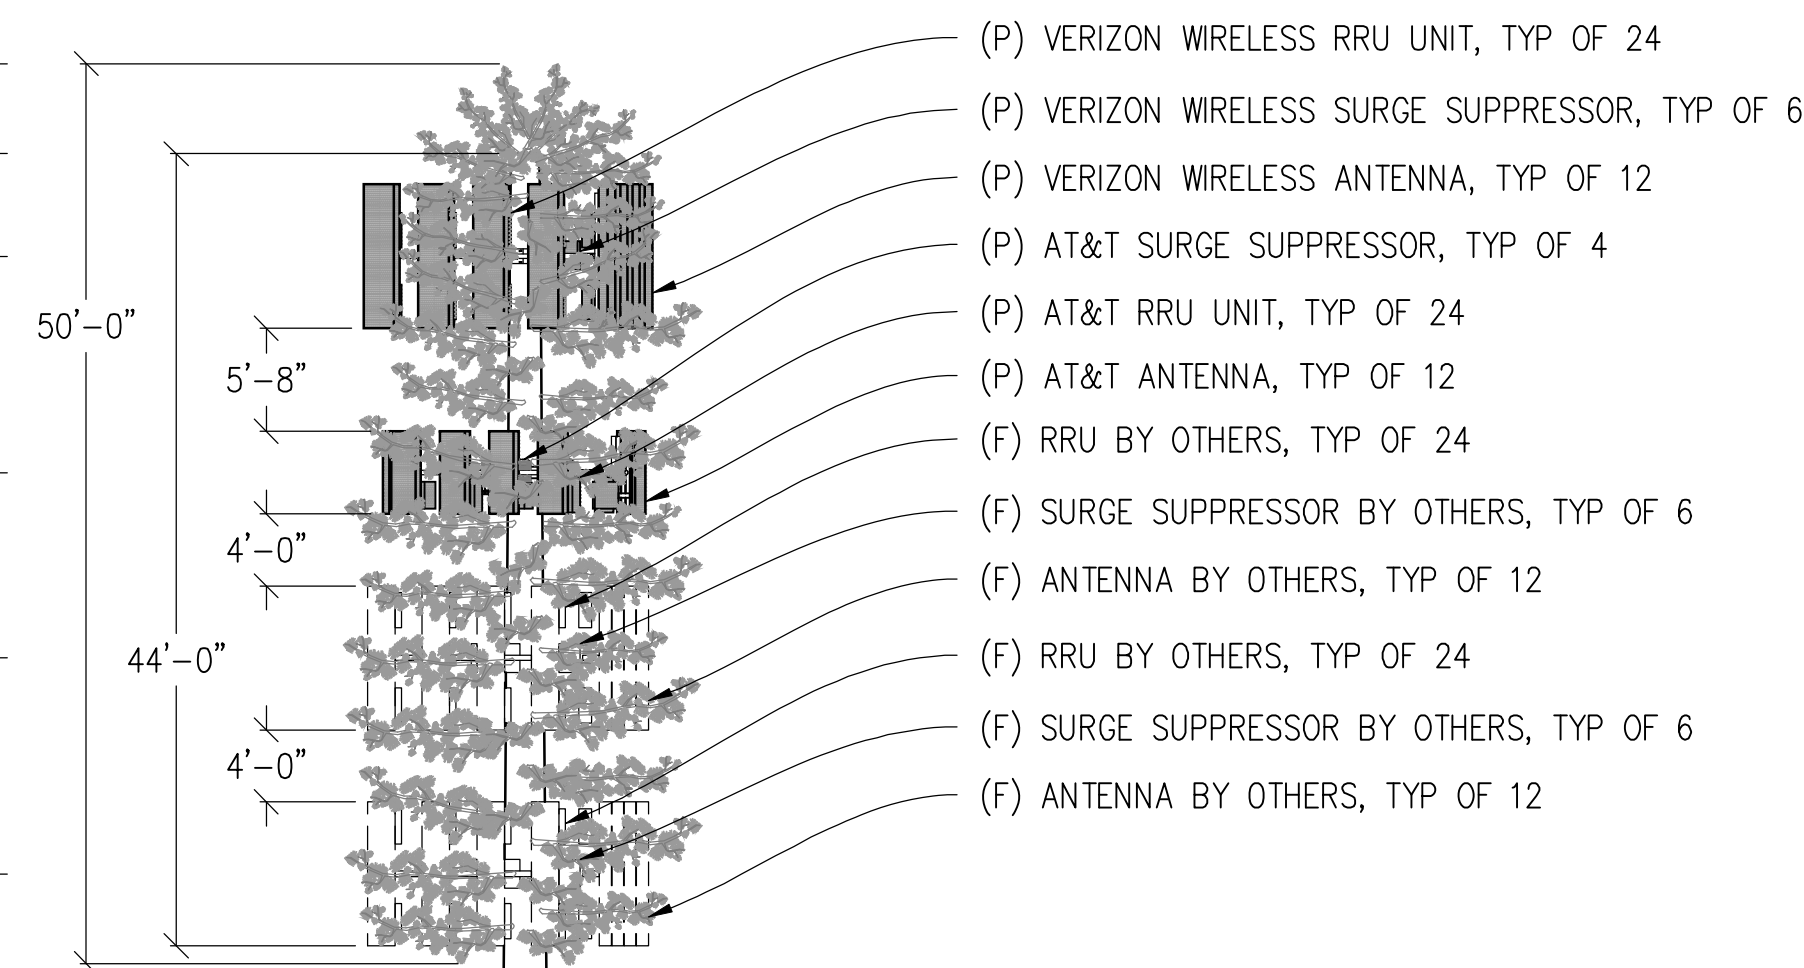 (P) VERIZON WIRELESS RRU UNIT, TYP OF 24
(P) VERIZON WIRELESS SURGE SUPPRESSOR, TYP OF 6
(P) VERIZON WIRELESS ANTENNA, TYP OF 12
(P) AT&T SURGE SUPPRESSOR, TYP OF 4
(P) AT&T RRU UNIT, TYP OF 24
(P) AT&T ANTENNA, TYP OF 12
(F) RRU BY OTHERS, TYP OF 24
(F) SURGE SUPPRESSOR BY OTHERS, TYP OF 6
(F) ANTENNA BY OTHERS, TYP OF 12
(F) RRU BY OTHERS, TYP OF 24
(F) SURGE SUPPRESSOR BY OTHERS, TYP OF 6
(F) ANTENNA BY OTHERS, TYP OF 12
50'-0"
5'-8"
4'-0"
44'-0"
4'-0"